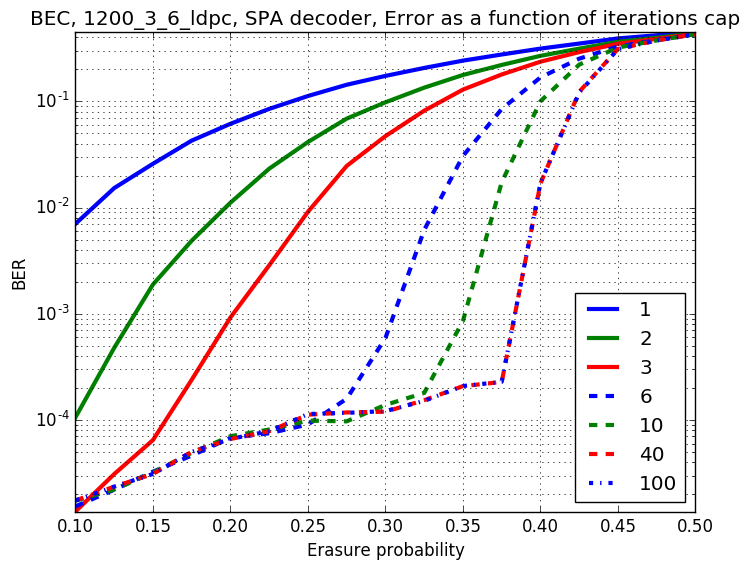 BEC, 1200_3_6_ldpc, SPA decoder, Error as a function of iterations cap
10^-1
10^-2
10^-3
10^-4
BER
1
2
3
6
10
40
100
0.10 0.15 0.20 0.25 0.30 0.35 0.40 0.45 0.50
Erasure probability